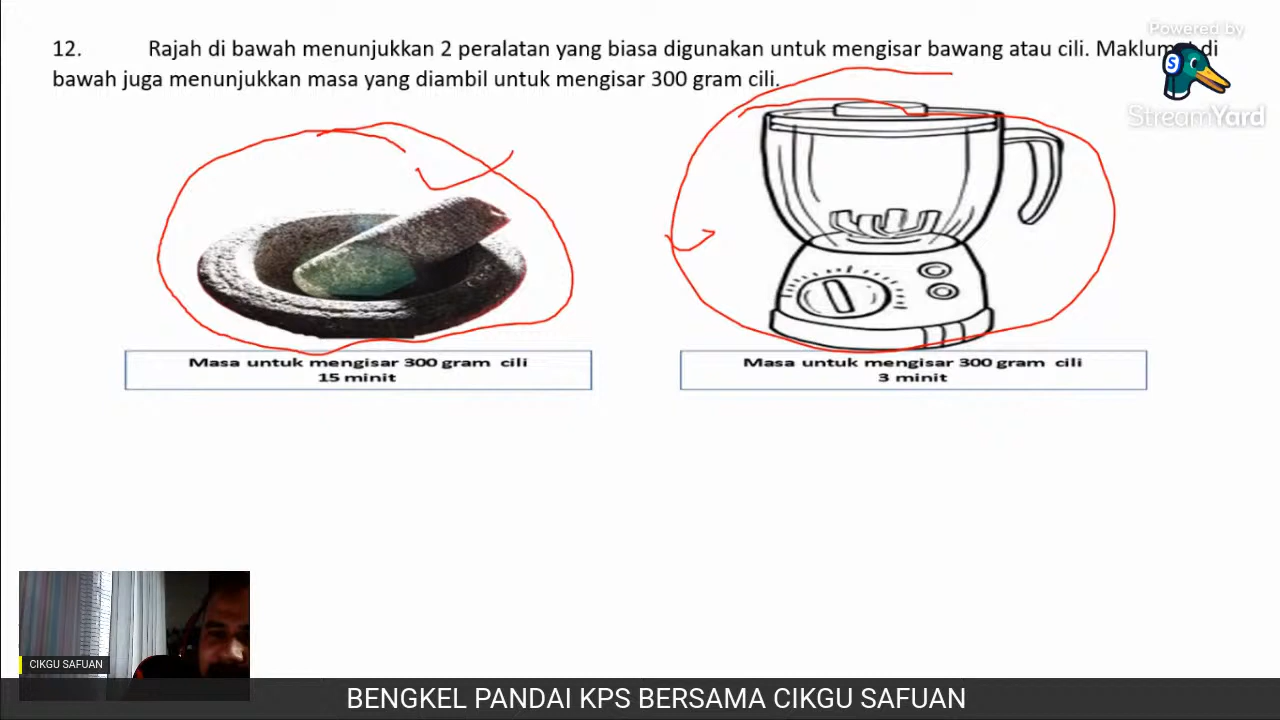 Powered by
12. Rajah di bawah menunjukkan 2 peralatan yang biasa digunakan untuk mengisar bawang atau cili. Maklumat di
bawah juga menunjukkan masa yang diambil untuk mengisar 300 gram cili.
S
StreamYard
Masa untuk mengisar 300 gram cili
15 minit
Masa untuk mengisar 300 gram cili
3 minit
CIKGU SAFUAN
BENGKEL PANDAI KPS BERSAMA CIKGU SAFUAN